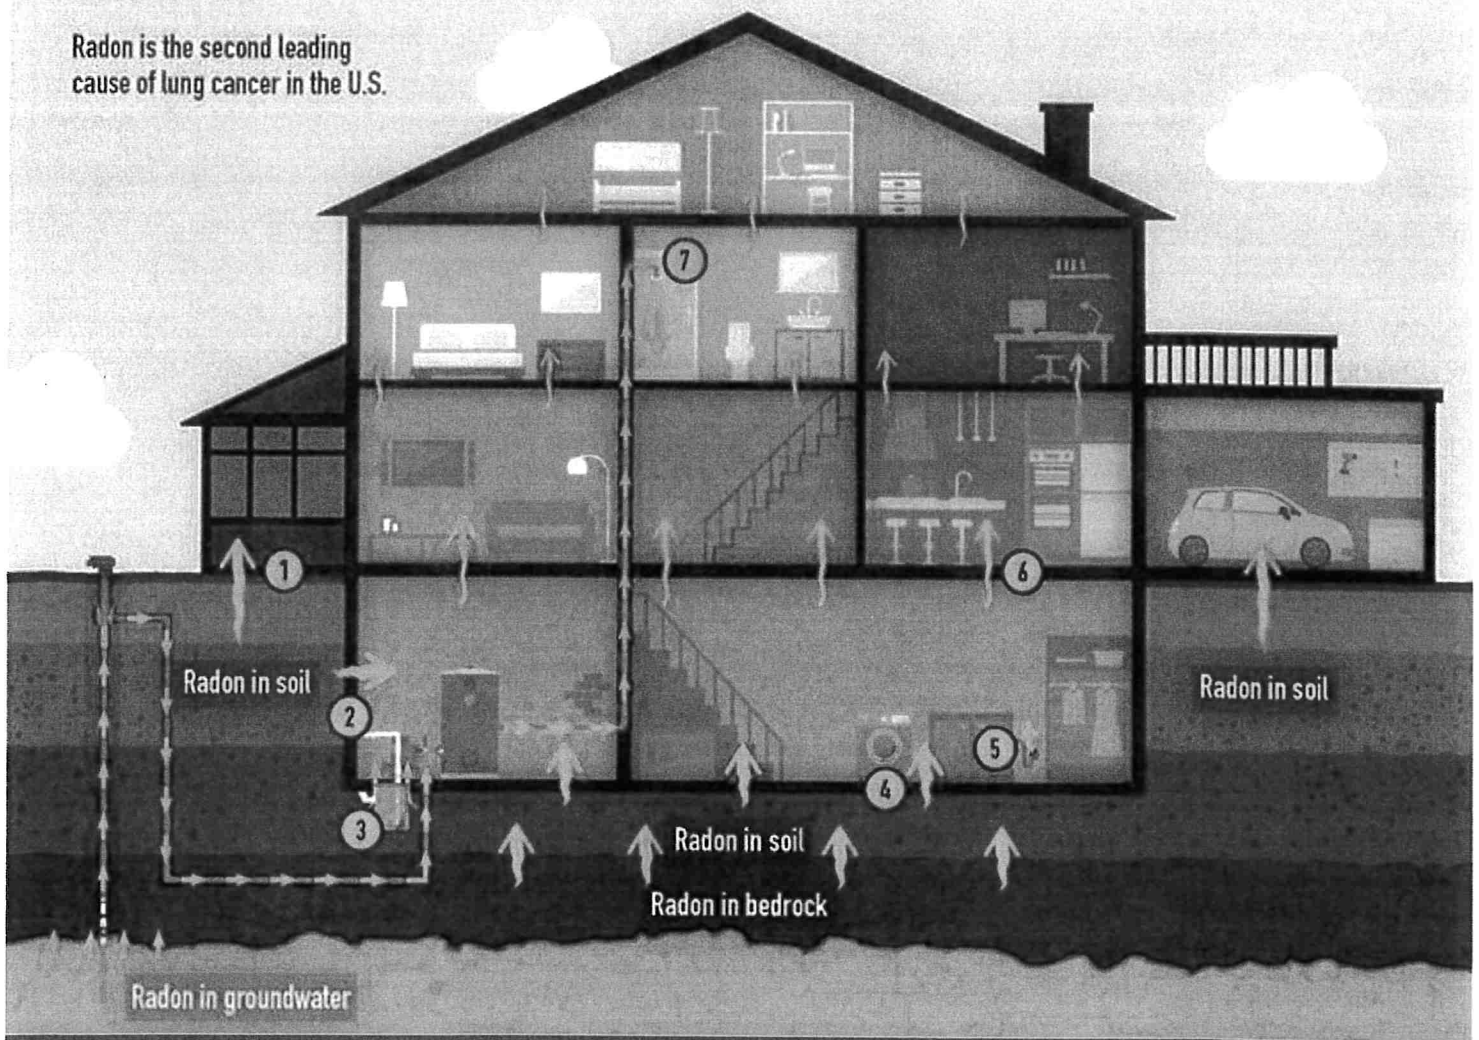 Radon is the second leading
cause of lung cancer in the U.S.
7
1
6
Radon in soil
Radon in soil
2
5
4
3
Radon in soil
Radon in bedrock
Radon in groundwater